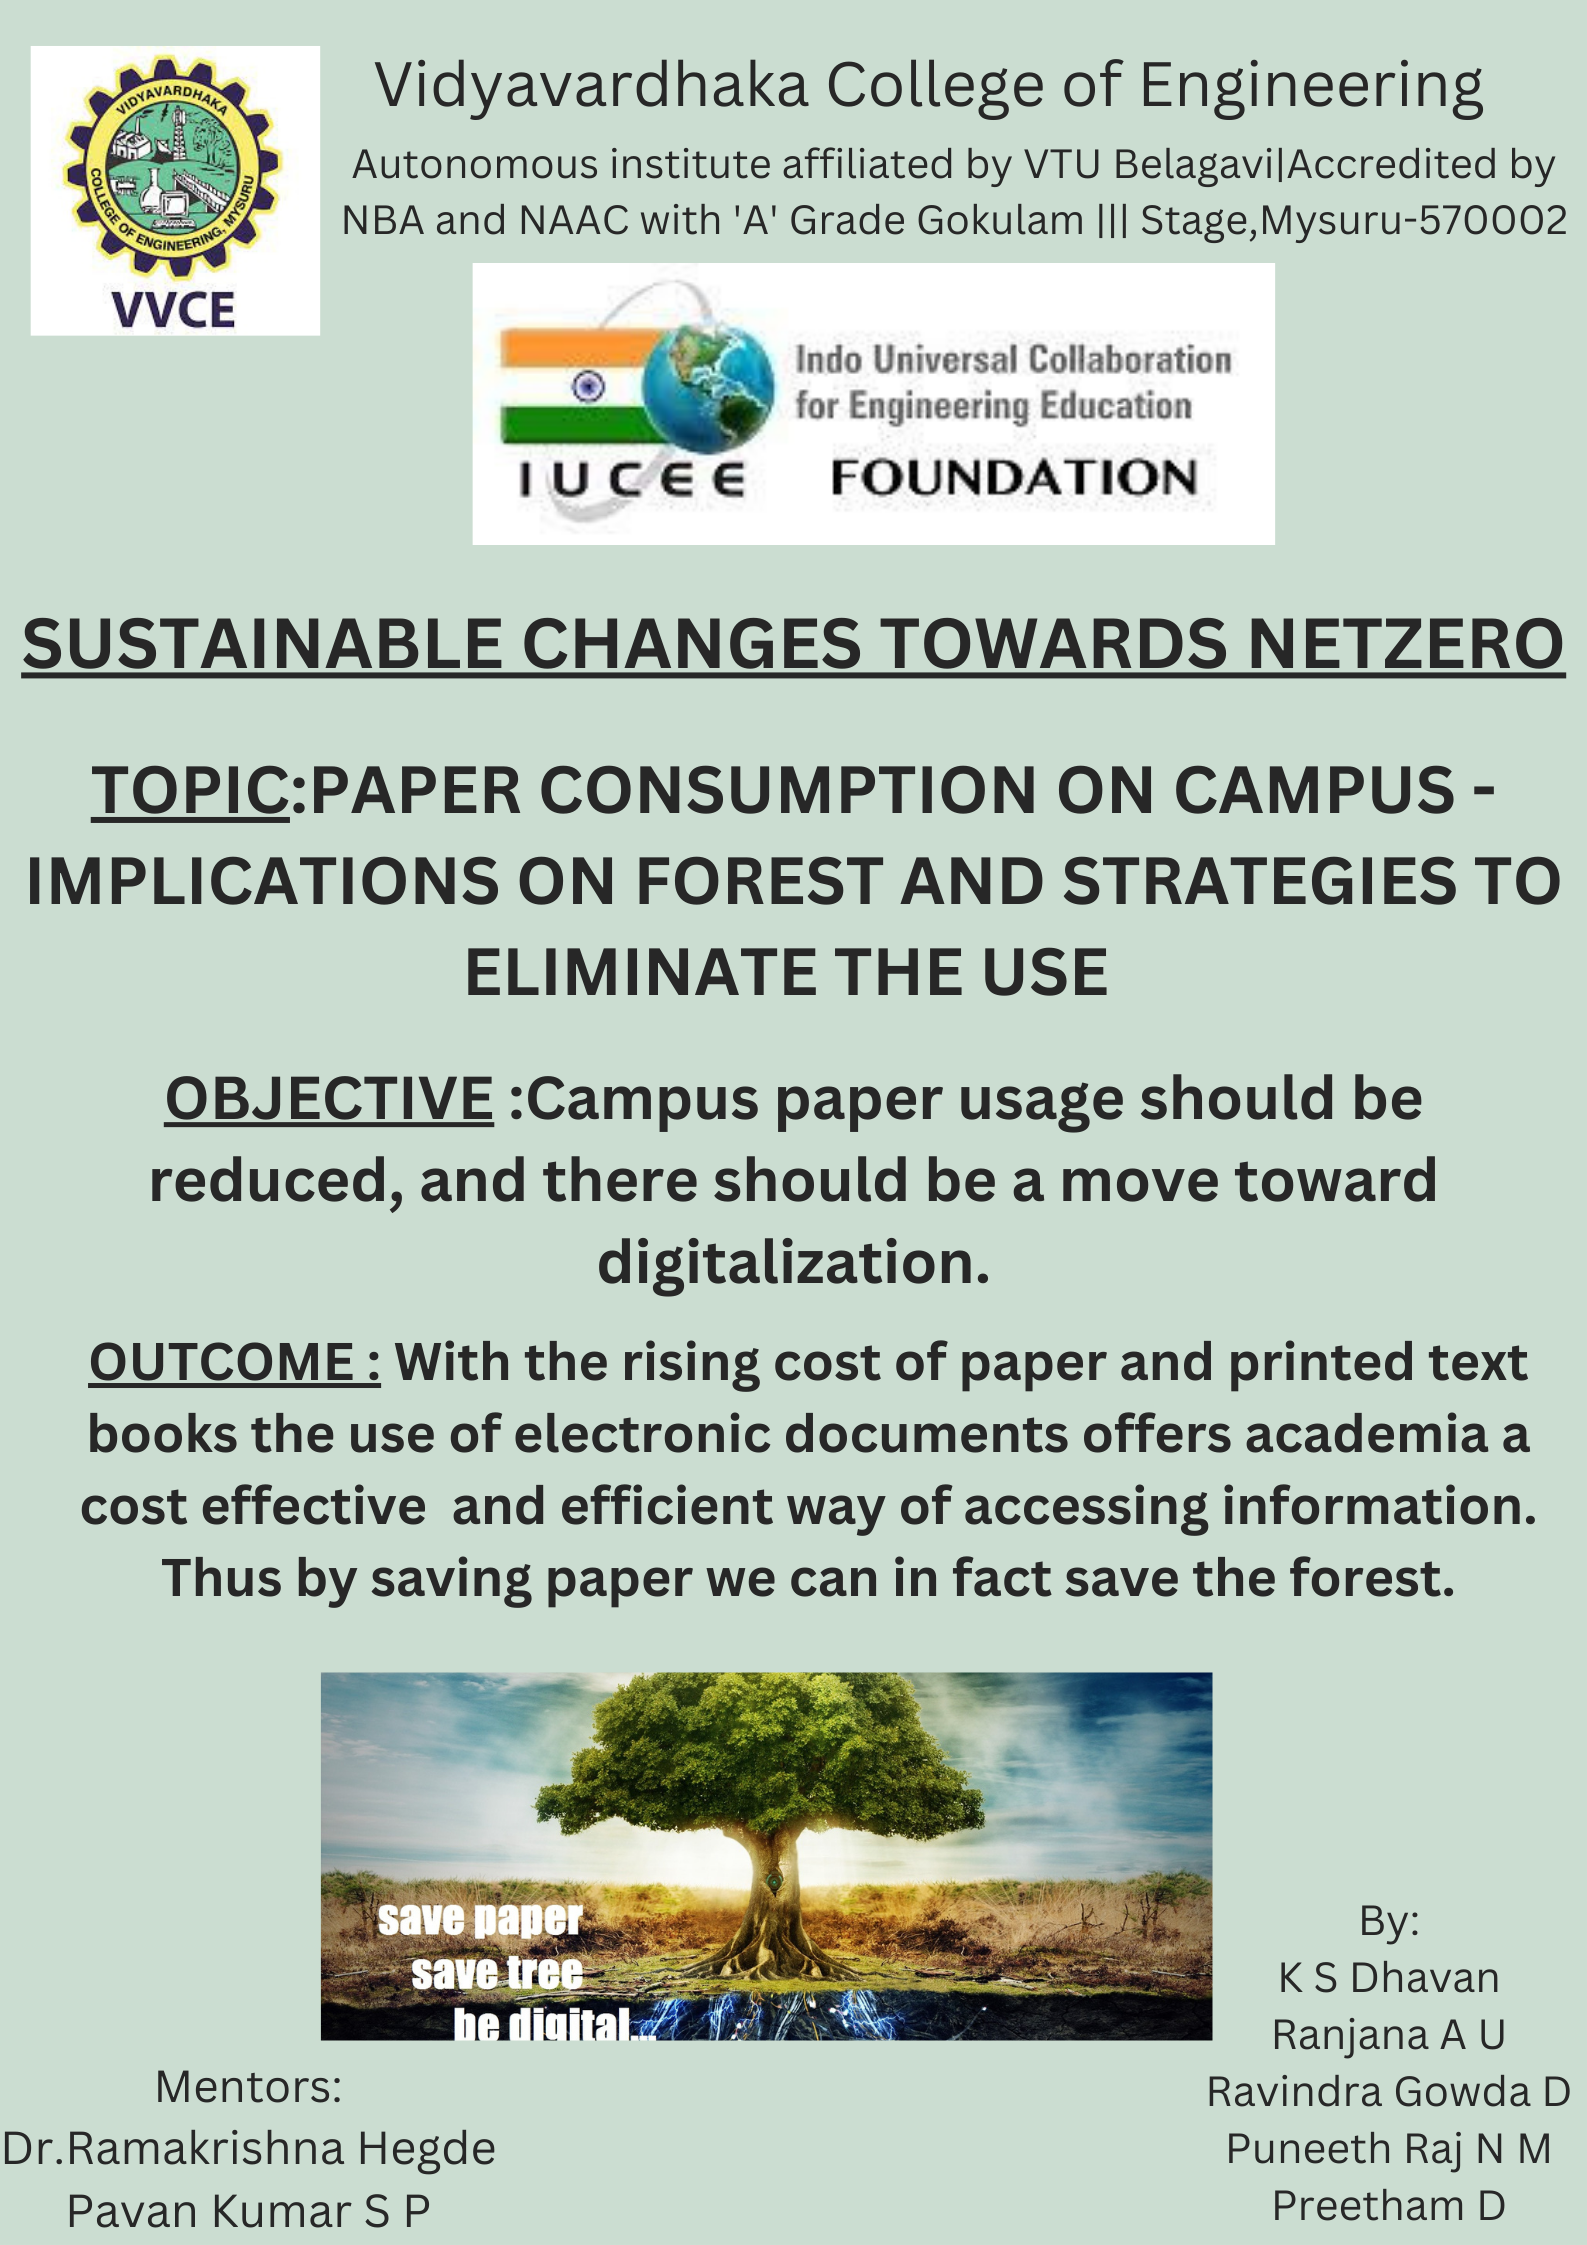 VIDYAVARDHAKA
COLLEGE OF ENGINEERING, MYSURU
VVCE
Vidyavardhaka College of Engineering
Autonomous institute affiliated by VTU Belagavi|Accredited by
NBA and NAAC with 'A' Grade Gokulam ||| Stage,Mysuru-570002
Indo Universal Collaboration
for Engineering Education
IUCEE FOUNDATION
SUSTAINABLE CHANGES TOWARDS NETZERO
TOPIC:PAPER CONSUMPTION ON CAMPUS -
IMPLICATIONS ON FOREST AND STRATEGIES TO
ELIMINATE THE USE
OBJECTIVE :Campus paper usage should be
reduced, and there should be a move toward
digitalization.
OUTCOME : With the rising cost of paper and printed text
books the use of electronic documents offers academia a
cost effective  and efficient way of accessing information.
Thus by saving paper we can in fact save the forest.
save paper
save tree
be digital...
Mentors:
Dr.Ramakrishna Hegde
Pavan Kumar S P
By:
K S Dhavan
Ranjana A U
Ravindra Gowda D
Puneeth Raj N M
Preetham D